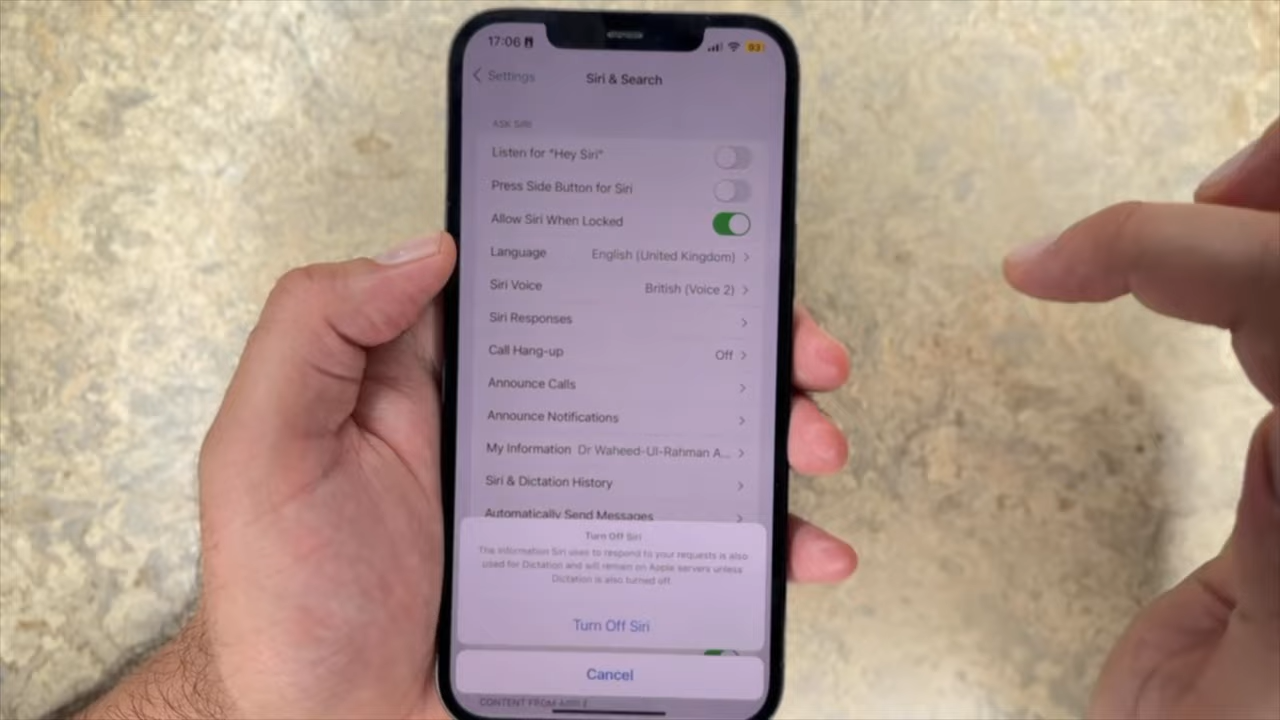 17:06
93
Settings
Siri & Search
ASK SIRI
Listen for "Hey Siri"
Press Side Button for Siri
Allow Siri When Locked
Language English (United Kingdom)
Siri Voice British (Voice 2)
Siri Responses
Call Hang-up Off
Announce Calls
Announce Notifications
My Information Dr Waheed-Ul-Rahman A...
Siri & Dictation History
Automatically Send Messages
Turn Off Siri
The information Siri uses to respond to your requests is also
used for Dictation and will remain on Apple servers unless
Dictation is also turned off.
Turn Off Siri
Cancel
CONTENT FROM